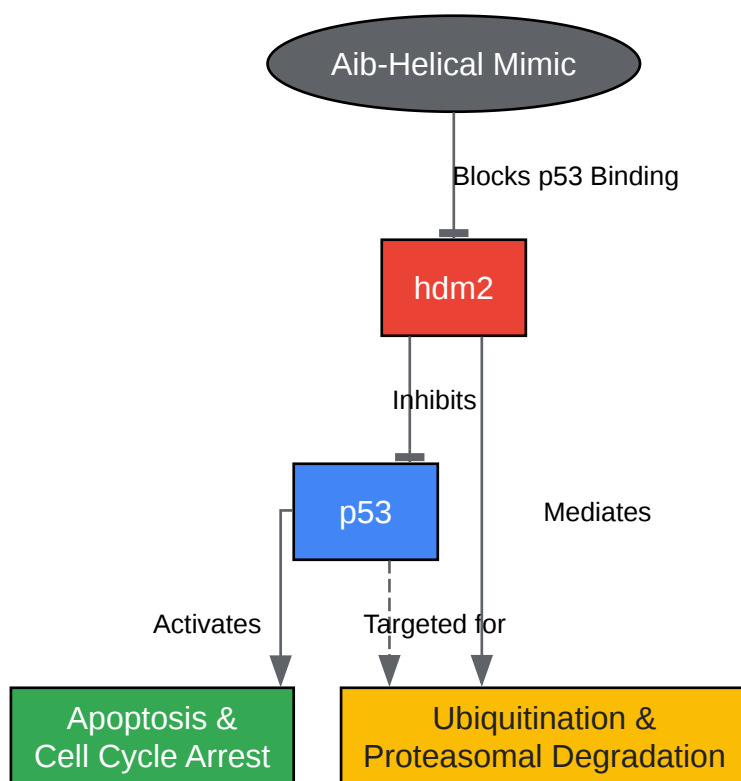 Aib-Helical Mimic
Blocks p53 Binding
hdm2
Inhibits
p53
Mediates
Activates
Targeted for
Apoptosis &
Cell Cycle Arrest
Ubiquitination &
Proteasomal Degradation